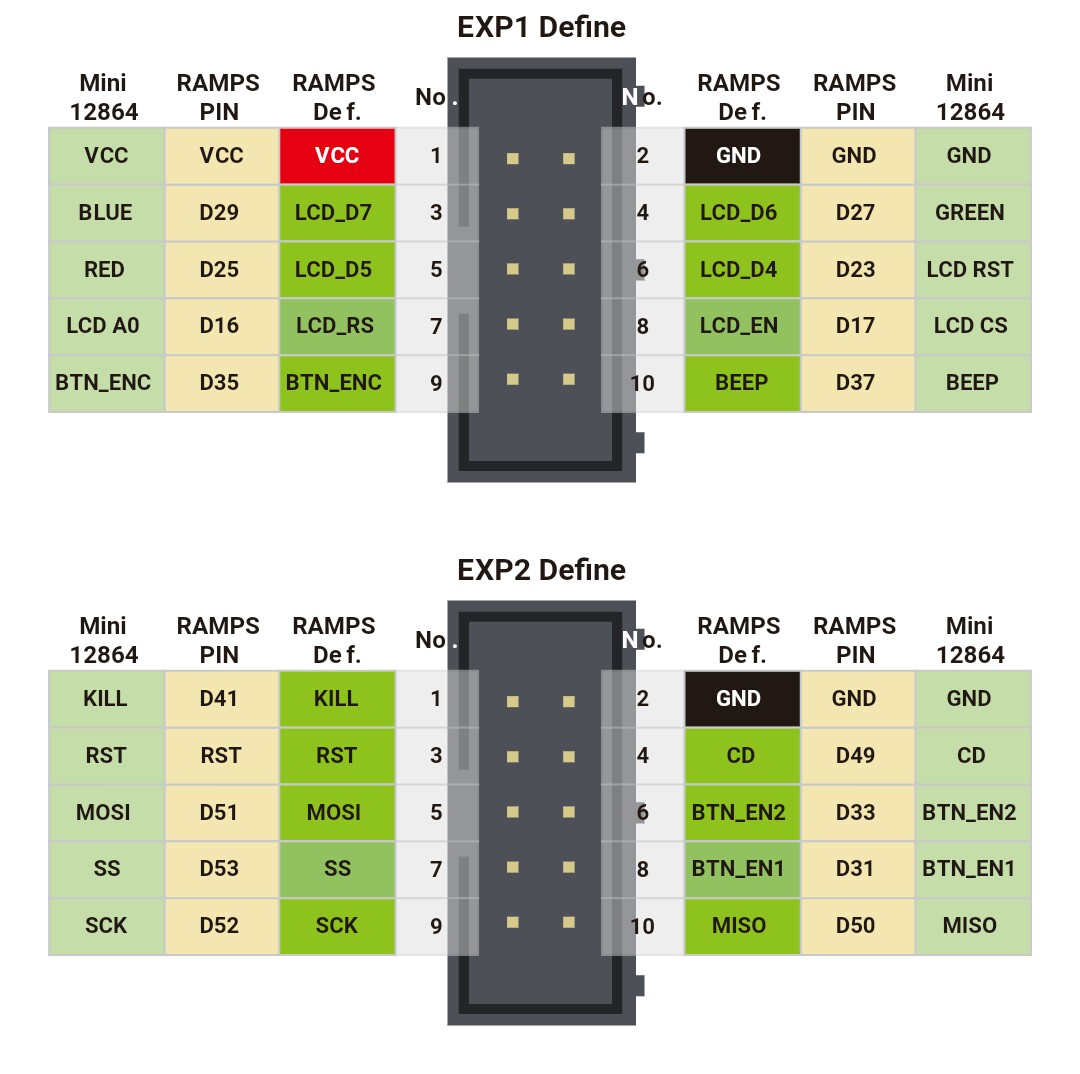 EXP1 Define
Mini 12864 RAMPS PIN RAMPS Def. No. No. RAMPS Def. RAMPS PIN Mini 12864
VCC VCC VCC 1 2 GND GND GND
BLUE D29 LCD_D7 3 4 LCD_D6 D27 GREEN
RED D25 LCD_D5 5 6 LCD_D4 D23 LCD RST
LCD A0 D16 LCD_RS 7 8 LCD_EN D17 LCD CS
BTN_ENC D35 BTN_ENC 9 10 BEEP D37 BEEP
EXP2 Define
Mini 12864 RAMPS PIN RAMPS Def. No. No. RAMPS Def. RAMPS PIN Mini 12864
KILL D41 KILL 1 2 GND GND GND
RST RST RST 3 4 CD D49 CD
MOSI D51 MOSI 5 6 BTN_EN2 D33 BTN_EN2
SS D53 SS 7 8 BTN_EN1 D31 BTN_EN1
SCK D52 SCK 9 10 MISO D50 MISO